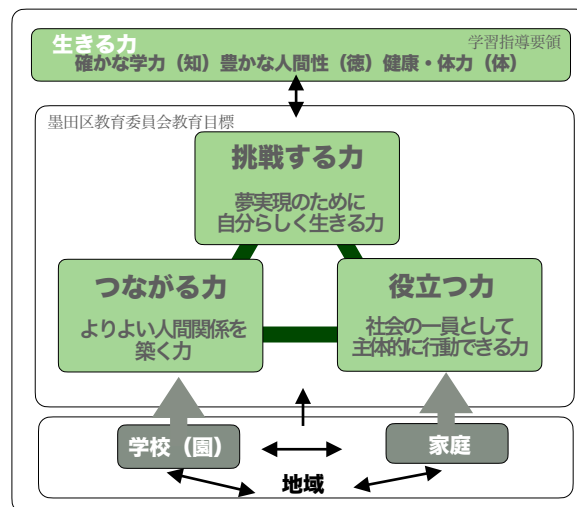 生きる力
学習指導要領
確かな学力（知）豊かな人間性（徳）健康・体力（体）
墨田区教育委員会教育目標
挑戦する力
夢実現のために
自分らしく生きる力
つながる力
よりよい人間関係を
築く力
役立つ力
社会の一員として
主体的に行動できる力
学校（園）
家庭
地域